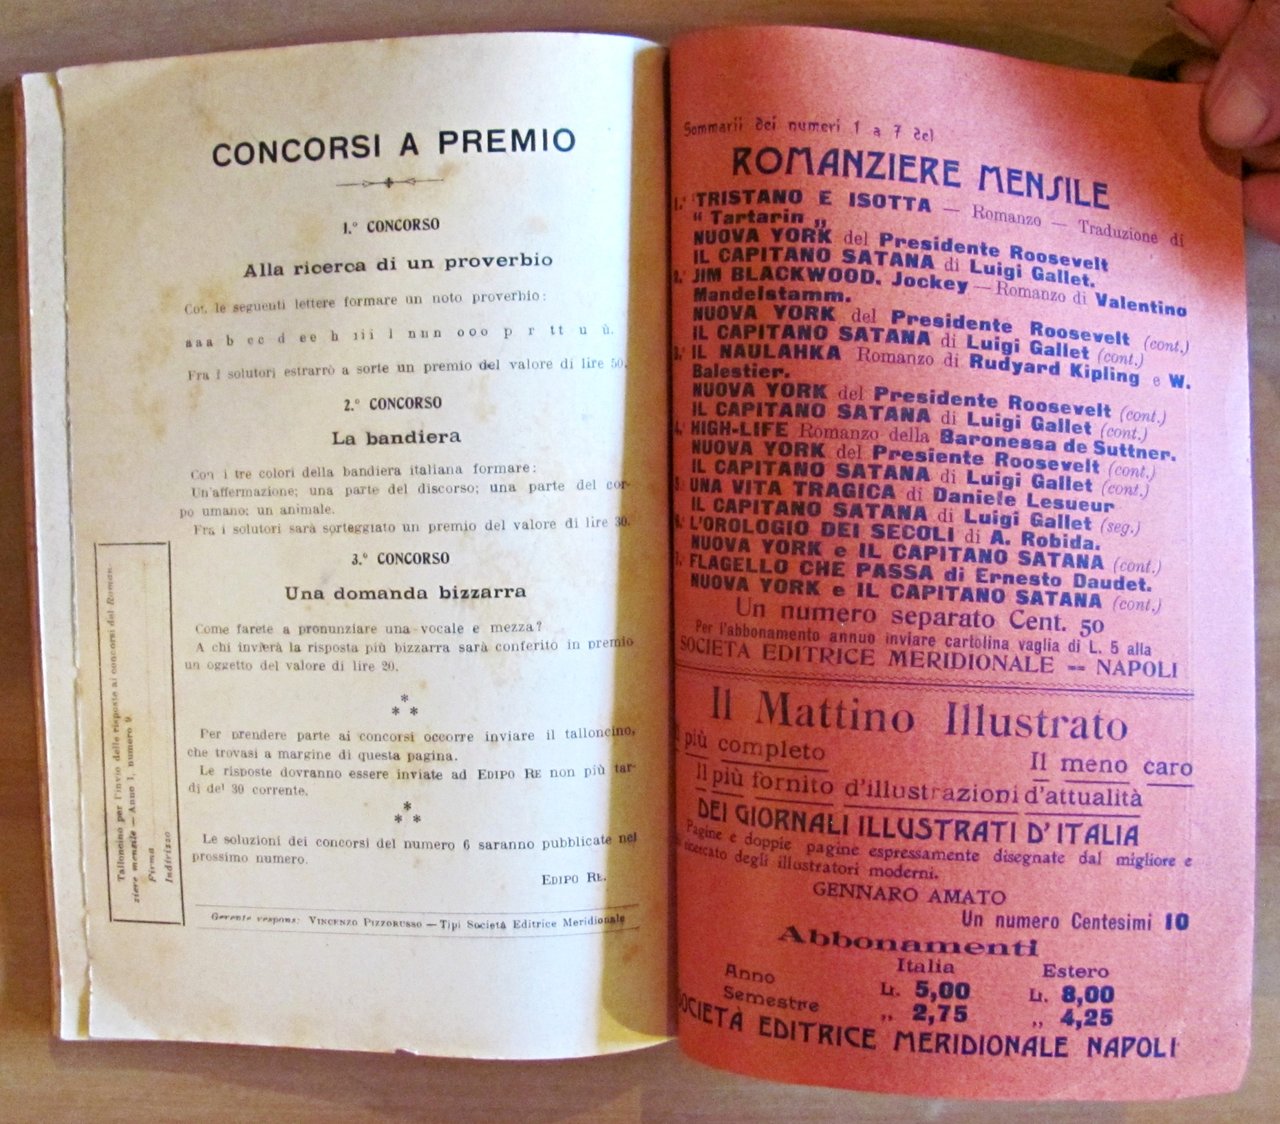 CONCORSI A PREMIO
1.° CONCORSO
Alla ricerca di un proverbio
Con le seguenti lettere formare un noto proverbio:
aaa b cc d ee h iii l nnn ooo p r tt u ù.
Fra i solutori estrarrò a sorte un premio del valore di lire 50.
2.° CONCORSO
La bandiera
Con i tre colori della bandiera italiana formare:
Un'affermazione; una parte del discorso; una parte del cor-
po umano; un animale.
Fra i solutori sarà sorteggiato un premio del valore di lire 30.
3.° CONCORSO
Una domanda bizzarra
Come farete a pronunziare una vocale e mezza?
A chi invierà la risposta più bizzarra sarà conferito in premio
un oggetto del valore di lire 20.
* * *
Per prendere parte ai concorsi occorre inviare il talloncino,
che trovasi a margine di questa pagina.
Le risposte dovranno essere inviate ad EDIPO RE non più tar-
di del 30 corrente.
* * *
Le soluzioni dei concorsi del numero 6 saranno pubblicate nel
prossimo numero.
EDIPO RE.
Gerente respons: VINCENZO PIZZORUSSO — Tipi Società Editrice Meridionale
Talloncino per l'invio delle risposte ai concorsi del Roman-
ziere mensile — Anno 1, numero 9.
Firma
Indirizzo
Sommarii dei numeri 1 a 7 del
ROMANZIERE MENSILE
1.° TRISTANO E ISOTTA — Romanzo — Traduzione di
" Tartarin „
NUOVA YORK del Presidente Roosevelt
IL CAPITANO SATANA di Luigi Gallet.
2.° JIM BLACKWOOD. Jockey — Romanzo di Valentino
Mandelstamm.
NUOVA YORK del Presidente Roosevelt (cont.)
IL CAPITANO SATANA di Luigi Gallet (cont.)
3.° IL NAULAHKA Romanzo di Rudyard Kipling e W.
Balestier.
NUOVA YORK del Presidente Roosevelt (cont.)
IL CAPITANO SATANA di Luigi Gallet (cont.)
4.° HIGH-LIFE Romanzo della Baronessa de Suttner.
NUOVA YORK del Presiente Roosevelt (cont.)
IL CAPITANO SATANA di Luigi Gallet (cont.)
5.° UNA VITA TRAGICA di Daniele Lesueur
IL CAPITANO SATANA di Luigi Gallet (seg.)
6.° L'OROLOGIO DEI SECOLI di A. Robida.
NUOVA YORK e IL CAPITANO SATANA (cont.)
7.° FLAGELLO CHE PASSA di Ernesto Daudet.
NUOVA YORK e IL CAPITANO SATANA (cont.)
Un numero separato Cent. 50
Per l'abbonamento annuo inviare cartolina vaglia di L. 5 alla
SOCIETA EDITRICE MERIDIONALE -- NAPOLI
Il Mattino Illustrato
più completo
Il meno caro
Il più fornito d'illustrazioni d'attualità
DEI GIORNALI ILLUSTRATI D'ITALIA
Pagine e doppie pagine espressamente disegnate dal migliore e
ricercato degli illustratori moderni.
GENNARO AMATO
Un numero Centesimi 10
Abbonamenti
Italia Estero
Anno Lt. 5,00 Lt. 8,00
Semestre „ 2,75 „ 4,25
SOCIETÀ EDITRICE MERIDIONALE NAPOLI